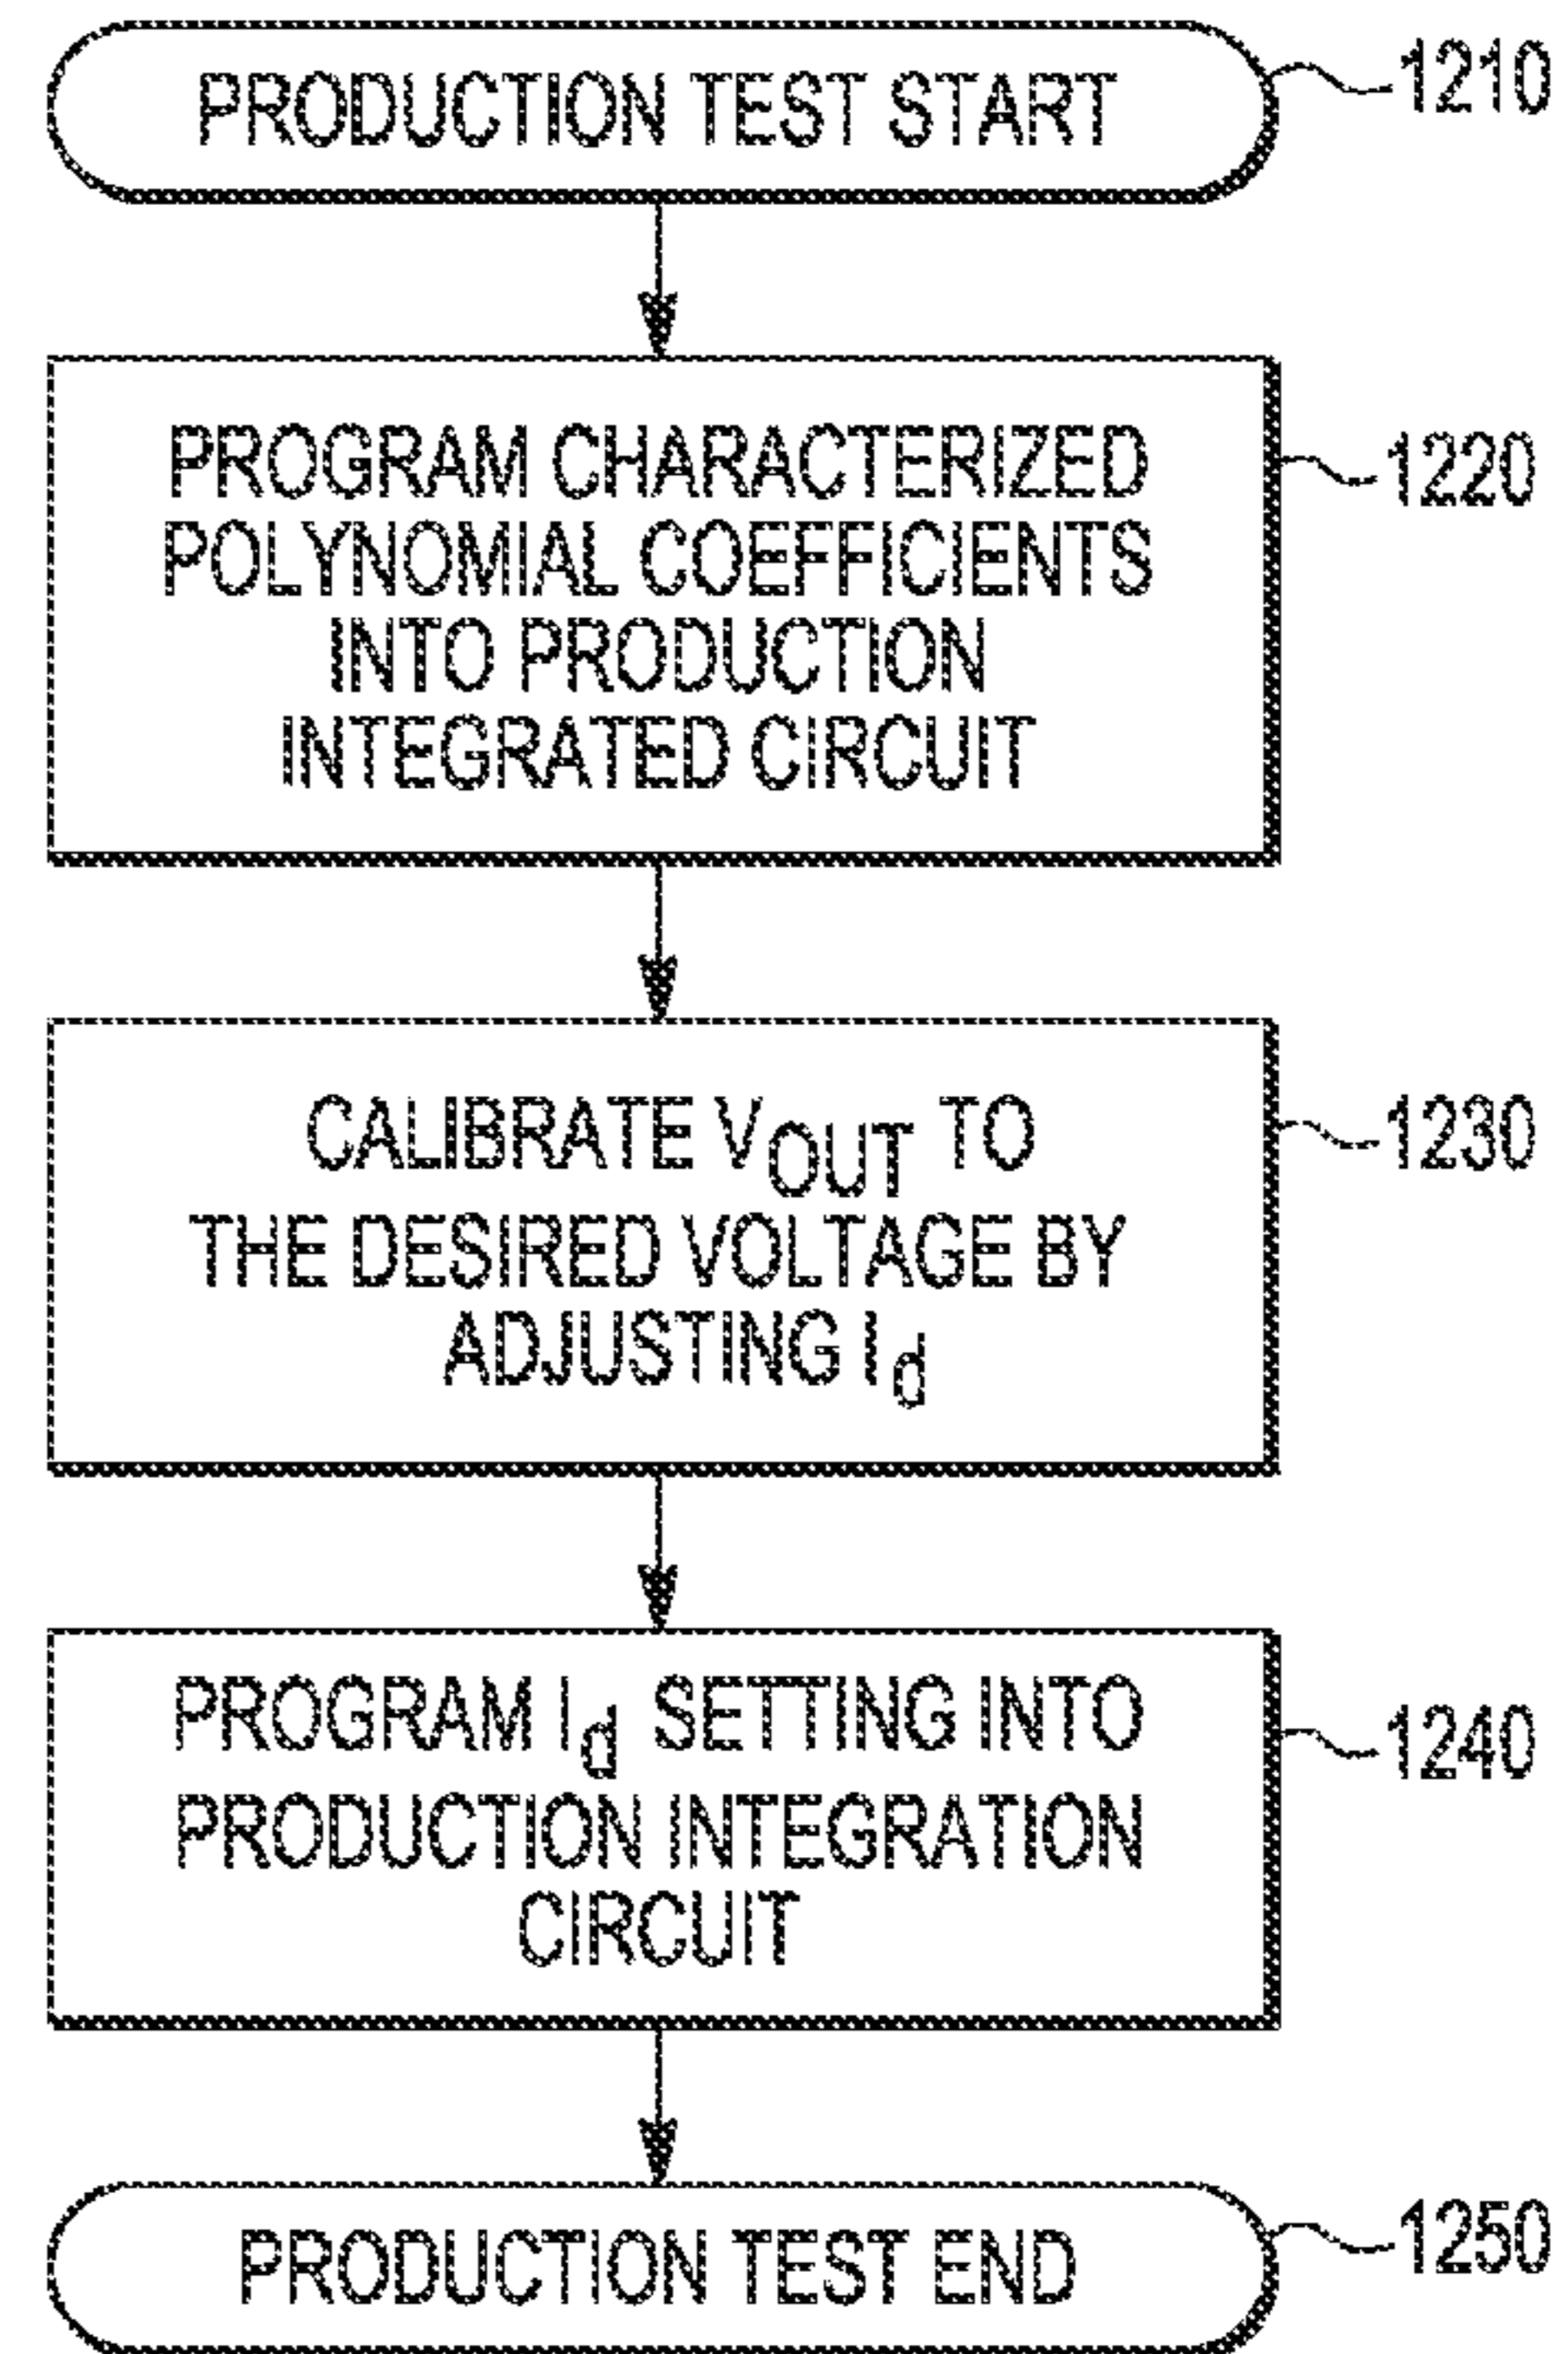 PRODUCTION TEST START
1210
PROGRAM CHARACTERIZED
POLYNOMIAL COEFFICIENTS
INTO PRODUCTION
INTEGRATED CIRCUIT
1220
CALIBRATE VOUT TO
THE DESIRED VOLTAGE BY
ADJUSTING Id
1230
PROGRAM Id SETTING INTO
PRODUCTION INTEGRATION
CIRCUIT
1240
PRODUCTION TEST END
1250